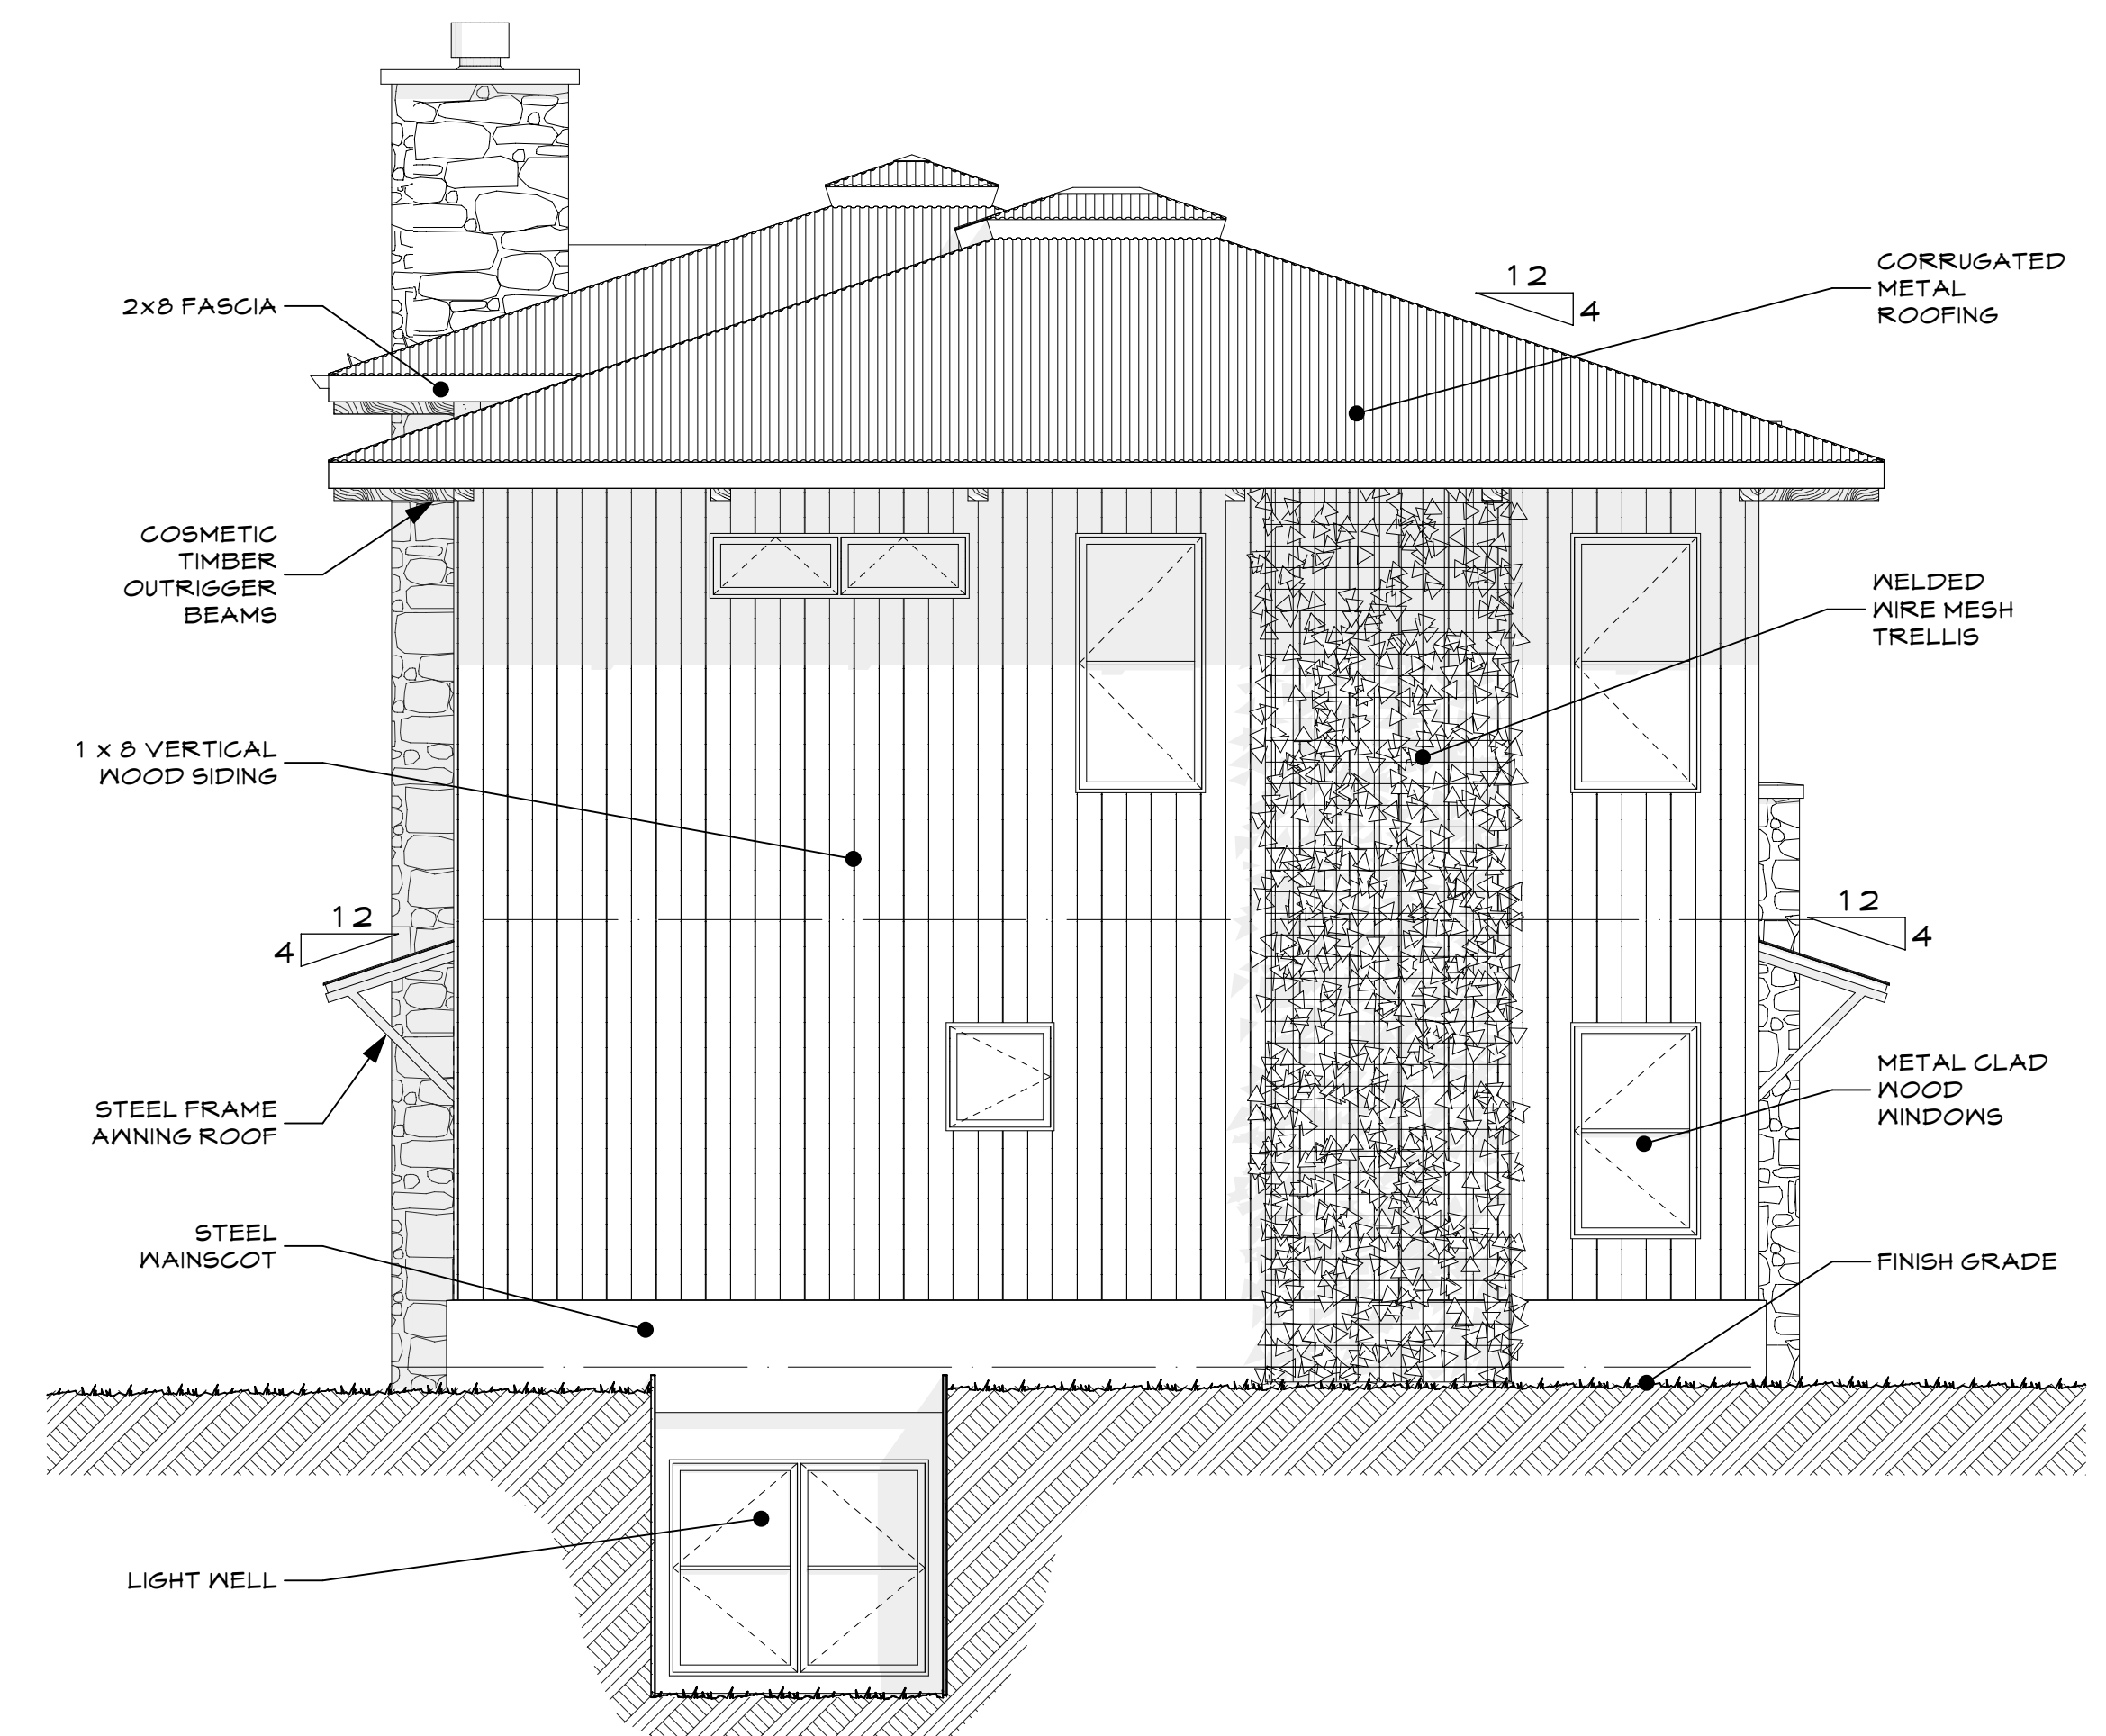 12
4
CORRUGATED
METAL
ROOFING
2x8 FASCIA
COSMETIC
TIMBER
OUTRIGGER
BEAMS
WELDED
WIRE MESH
TRELLIS
1 x 8 VERTICAL
WOOD SIDING
12
4
12
4
STEEL FRAME
AWNING ROOF
METAL CLAD
WOOD
WINDOWS
STEEL
WAINSCOT
FINISH GRADE
LIGHT WELL